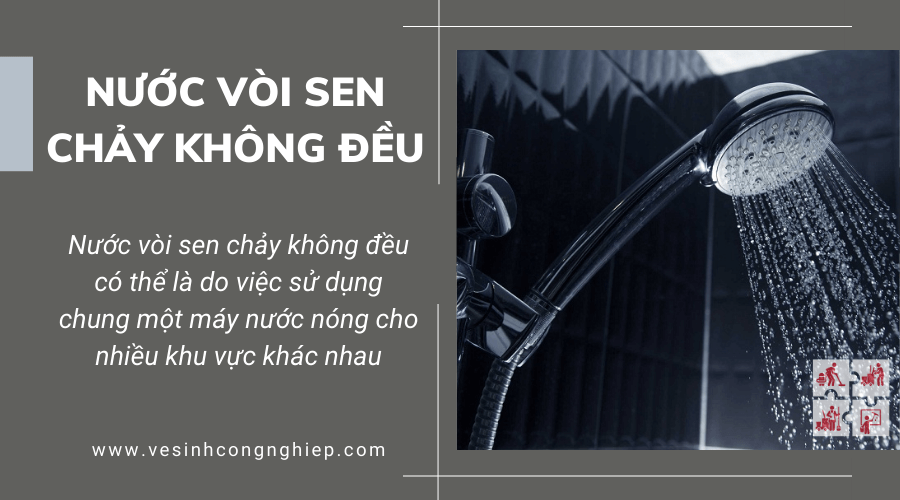 NƯỚC VÒI SEN
CHẢY KHÔNG ĐỀU
Nước vòi sen chảy không đều
có thể là do việc sử dụng
chung một máy nước nóng cho
nhiều khu vực khác nhau
www.vesinhcongnghiep.com